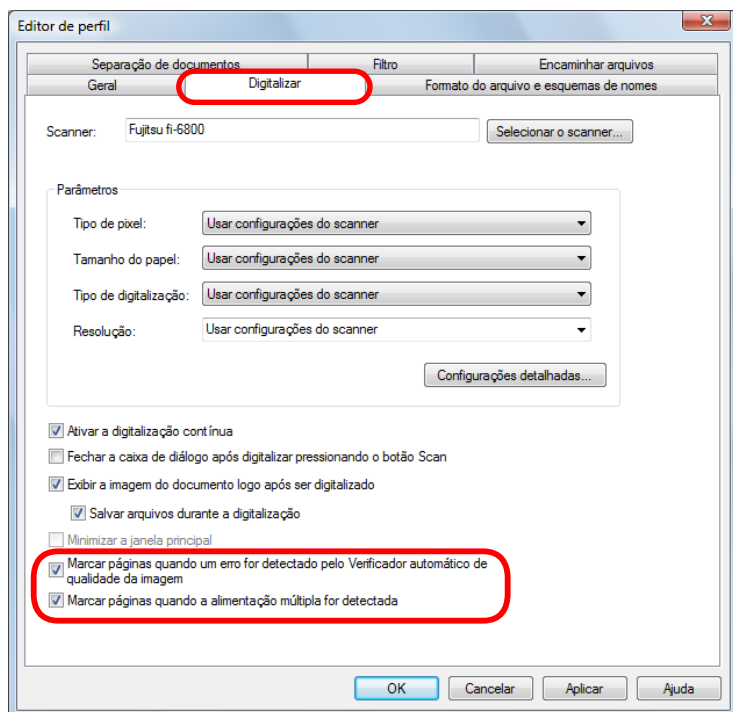 Editor de perfil
Separação de documentos
Filtro
Encaminhar arquivos
Geral
Digitalizar
Formato do arquivo e esquemas de nomes
Scanner:
Fujitsu fi-6800
Selecionar o scanner...
Parâmetros
Tipo de pixel:
Usar configurações do scanner
Tamanho do papel:
Usar configurações do scanner
Tipo de digitalização:
Usar configurações do scanner
Resolução:
Usar configurações do scanner
Configurações detalhadas...
Ativar a digitalização contínua
Fechar a caixa de diálogo após digitalizar pressionando o botão Scan
Exibir a imagem do documento logo após ser digitalizado
Salvar arquivos durante a digitalização
Minimizar a janela principal
Marcar páginas quando um erro for detectado pelo Verificador automático de
qualidade da imagem
Marcar páginas quando a alimentação múltipla for detectada
OK
Cancelar
Aplicar
Ajuda